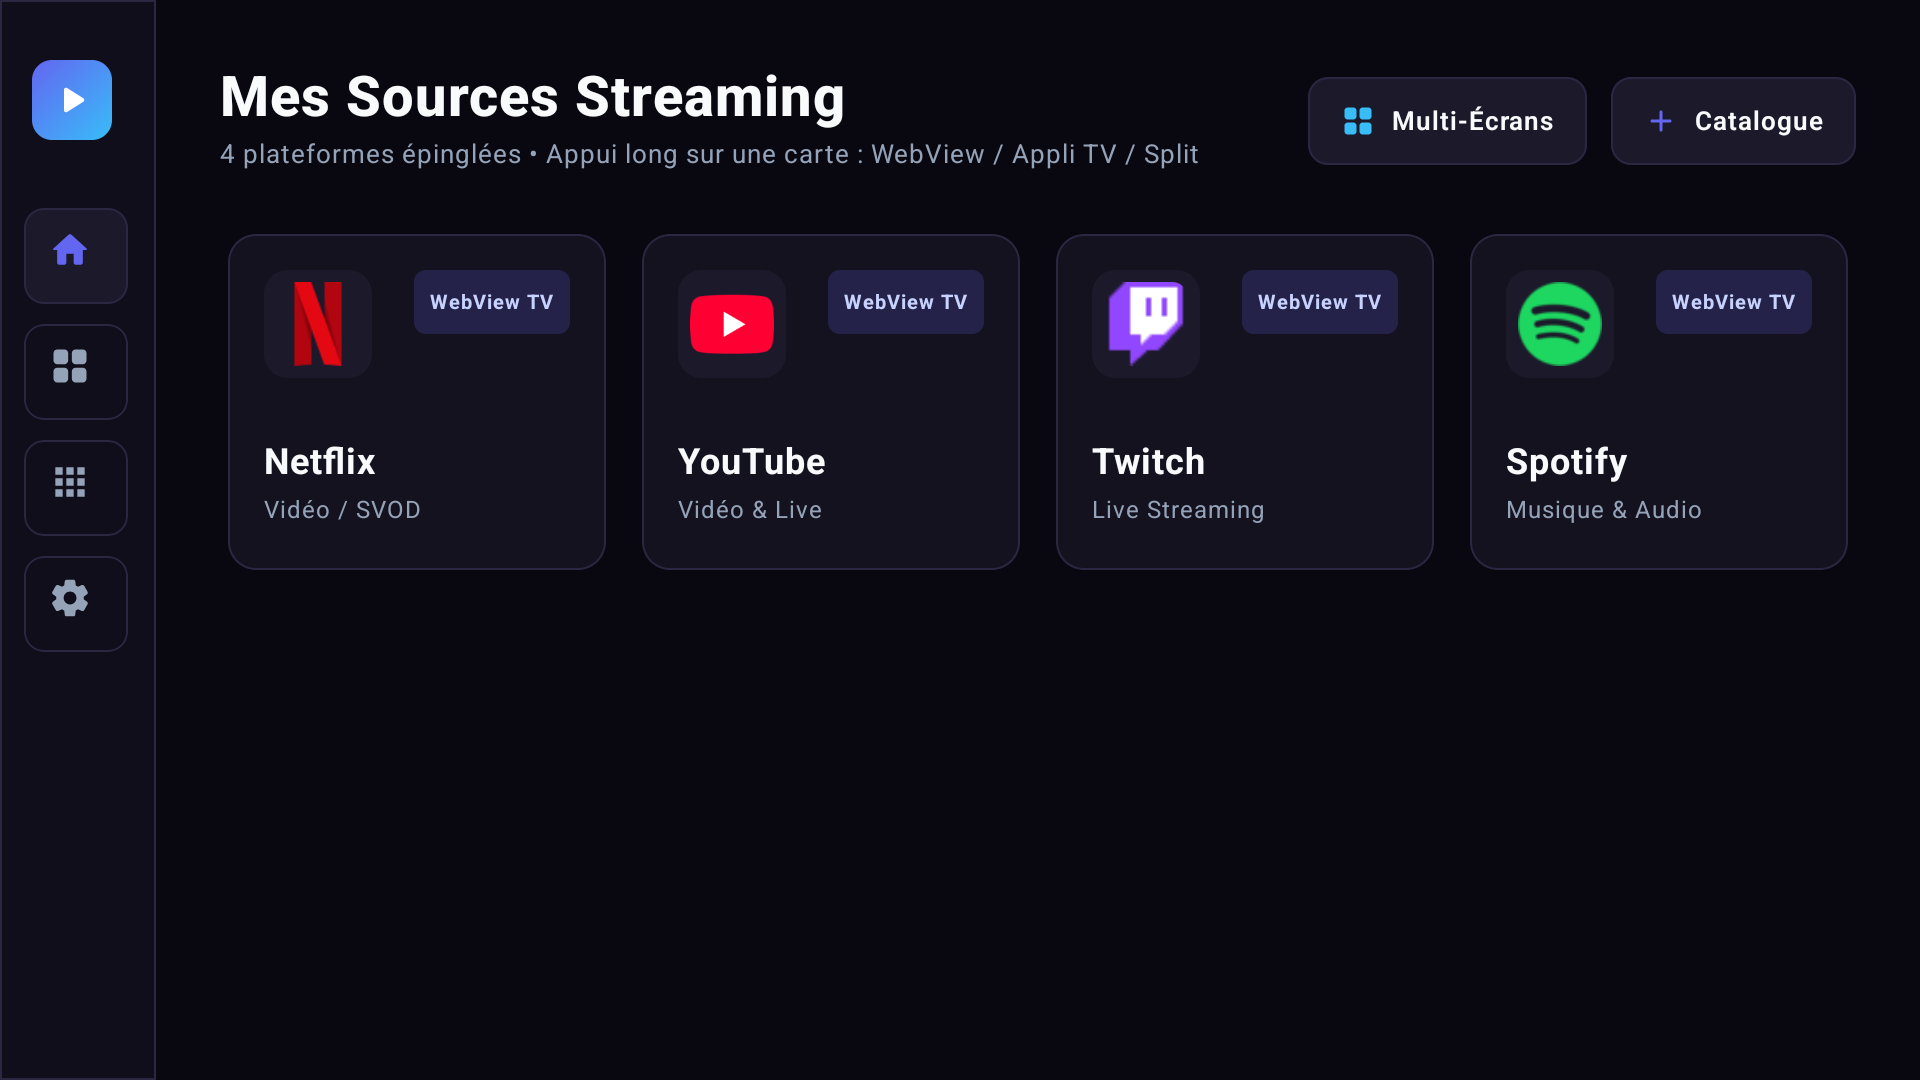 Mes Sources Streaming
4 plateformes épinglées • Appui long sur une carte : WebView / Appli TV / Split
Multi-Écrans
Catalogue
WebView TV
Netflix
Vidéo / SVOD
WebView TV
YouTube
Vidéo & Live
WebView TV
Twitch
Live Streaming
WebView TV
Spotify
Musique & Audio